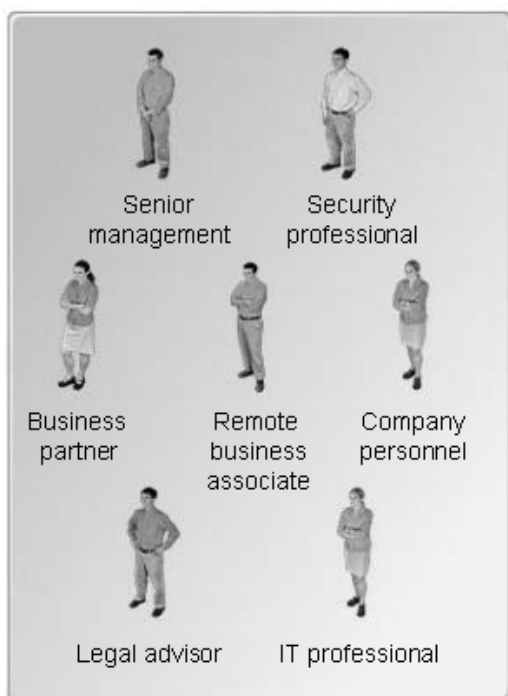 Senior
management
Security
professional
Business
partner
Remote
business
associate
Company
personnel
Legal advisor
IT professional